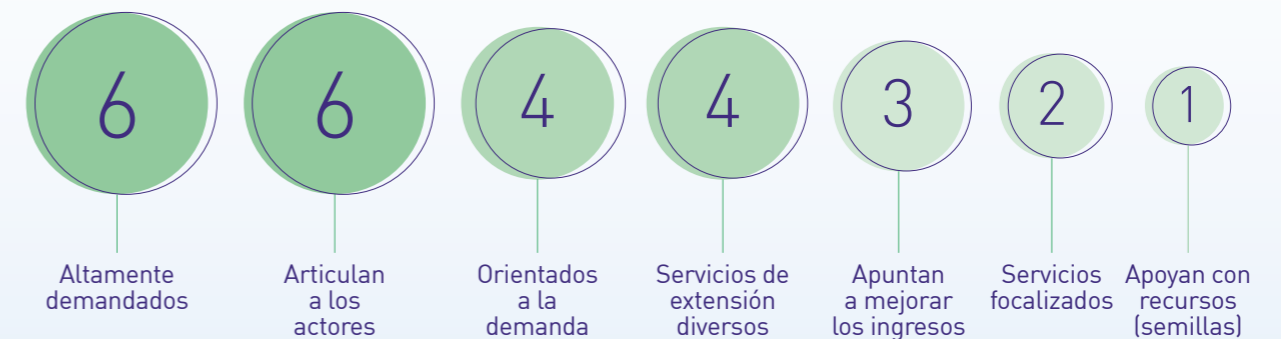 6
6
4
4
3
2
1
Altamente
demandados
Articulan
a los
actores
Orientados
a la
demanda
Servicios de
extensión
diversos
Apuntan
a mejorar
los ingresos
Servicios
focalizados
Apoyan con
recursos
(semillas)